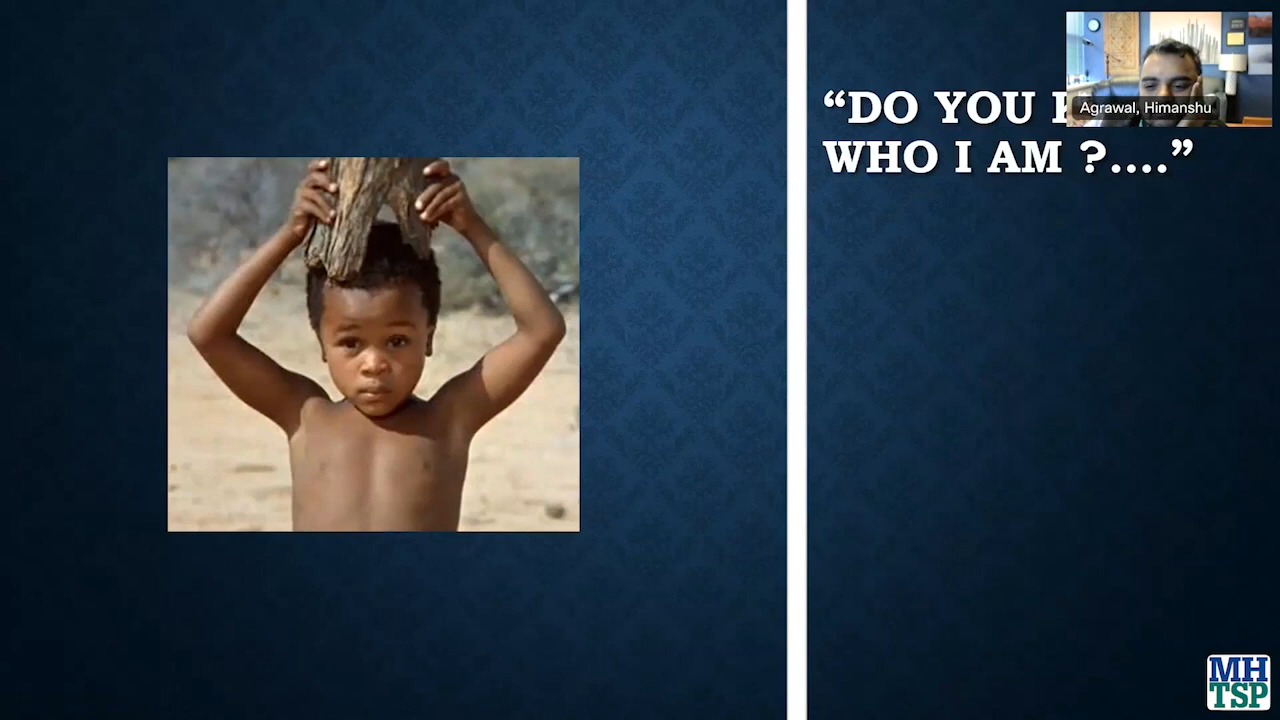 “DO YOU
WHO I AM ?....”
Agrawal, Himanshu
MH
TSP